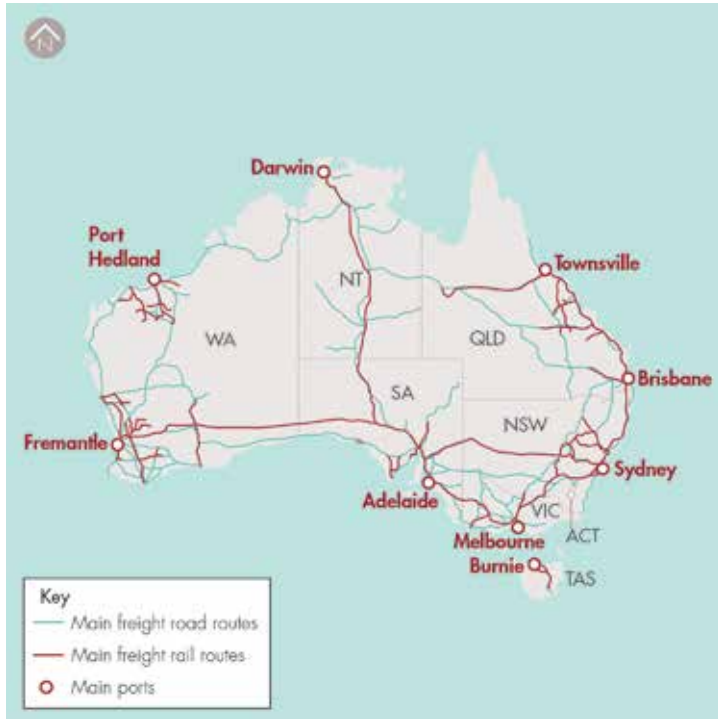 N
Darwin
Port
Hedland
Townsville
NT
WA
QLD
Brisbane
SA
NSW
Fremantle
Sydney
Adelaide
VIC
Melbourne
ACT
Burnie
TAS
Key
Main freight road routes
Main freight rail routes
Main ports